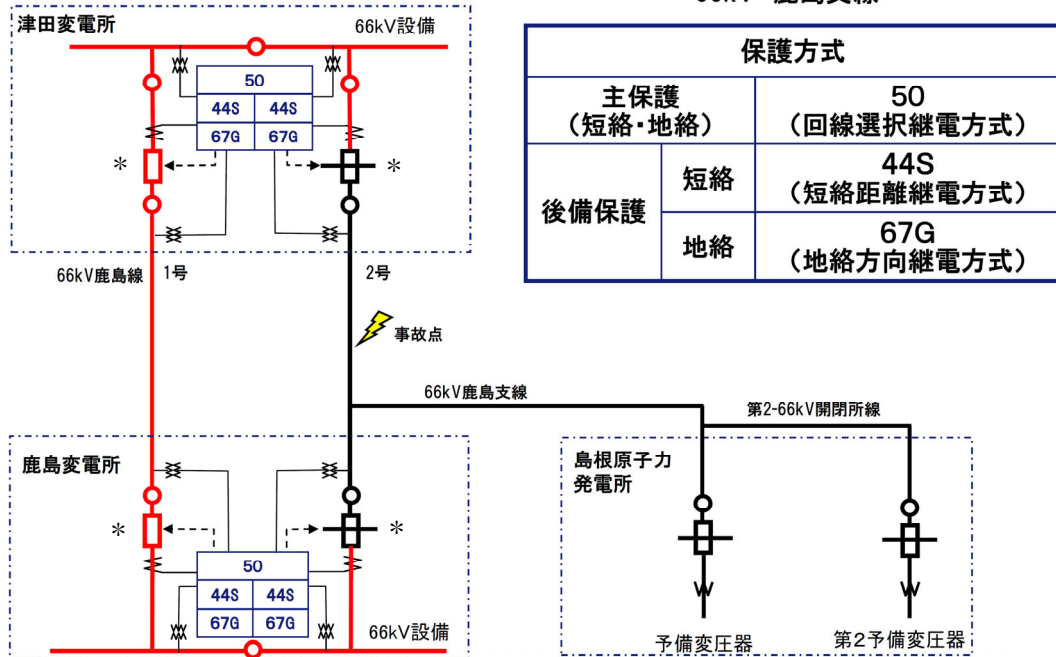 66kV 鹿島支線
津田変電所
66kV設備
50
44S 44S
67G 67G
*
*
66kV鹿島線
1号
2号
事故点
保護方式
主保護
(短絡・地絡)
50
(回線選択継電方式)
後備保護
短絡
44S
(短絡距離継電方式)
地絡
67G
(地絡方向継電方式)
66kV鹿島支線
第2-66kV開閉所線
鹿島変電所
*
*
50
44S 44S
67G 67G
66kV設備
島根原子力
発電所
予備変圧器
第2予備変圧器